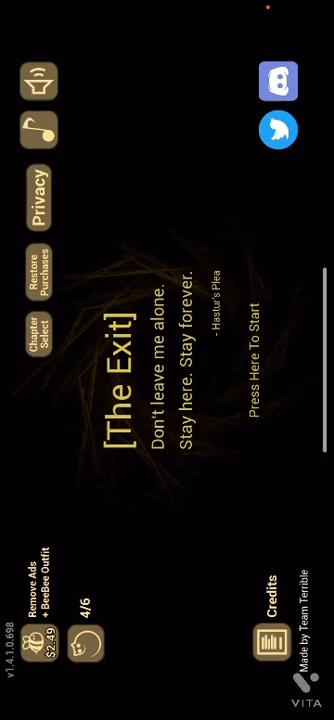 v1.4.1.0.698
Remove Ads
+ BeeBee Outfit
$2.49
4/6
Chapter
Select
Restore
Purchases
Privacy
[The Exit]
Don't leave me alone.
Stay here. Stay forever.
- Hastur's Plea
Press Here To Start
Credits
Made by Team Terrible
VITA